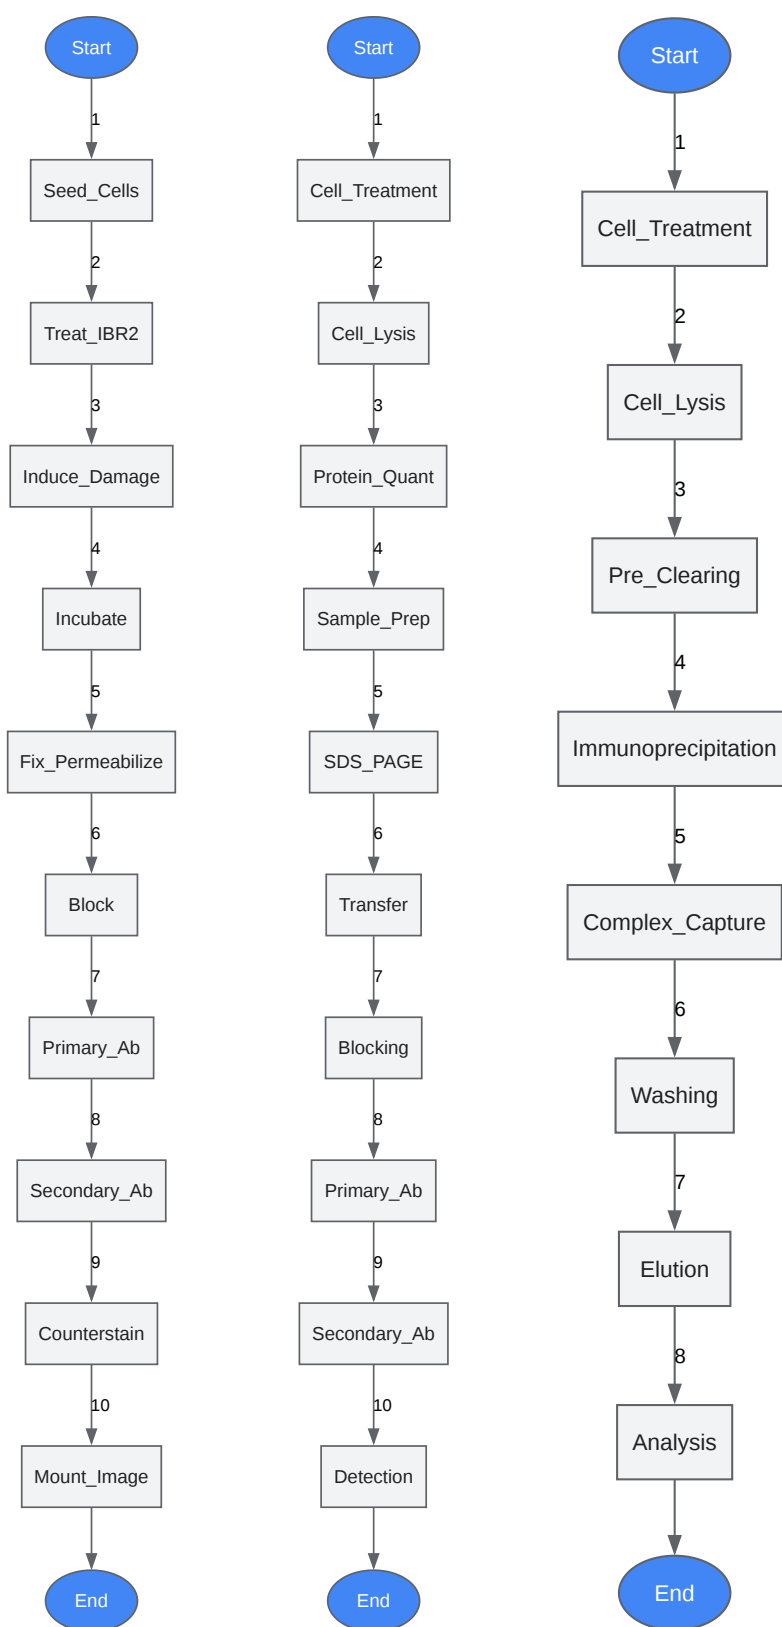 Start
1
Seed_Cells
2
Treat_IBR2
3
Induce_Damage
4
Incubate
5
Fix_Permeabilize
6
Block
7
Primary_Ab
8
Secondary_Ab
9
Counterstain
10
Mount_Image
End
Start
1
Cell_Treatment
2
Cell_Lysis
3
Protein_Quant
4
Sample_Prep
5
SDS_PAGE
6
Transfer
7
Blocking
8
Primary_Ab
9
Secondary_Ab
10
Detection
End
Start
1
Cell_Treatment
2
Cell_Lysis
3
Pre_Clearing
4
Immunoprecipitation
5
Complex_Capture
6
Washing
7
Elution
8
Analysis
End